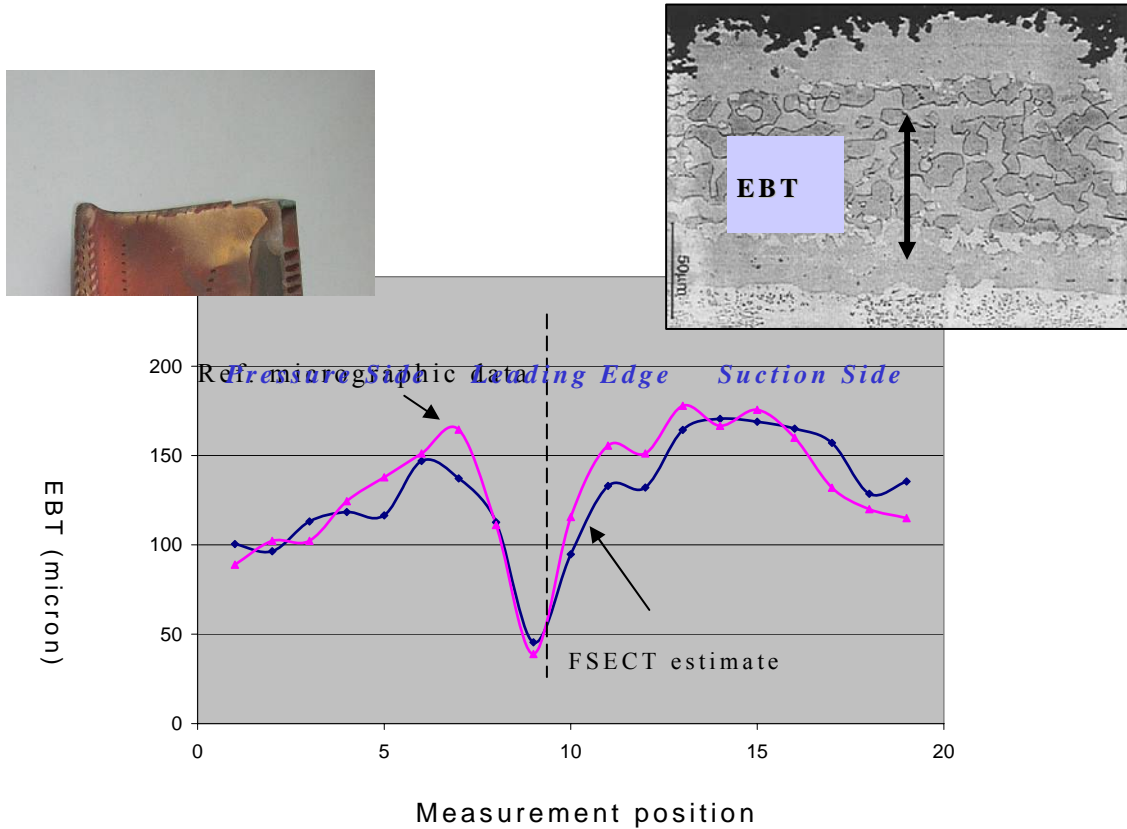 EBT
50µm
200
150
100
50
0
Ref. micrographic data
Pressure Side Leading Edge Suction Side
FSECT estimate
0 5 10 15 20
EBT (micron)
Measurement position